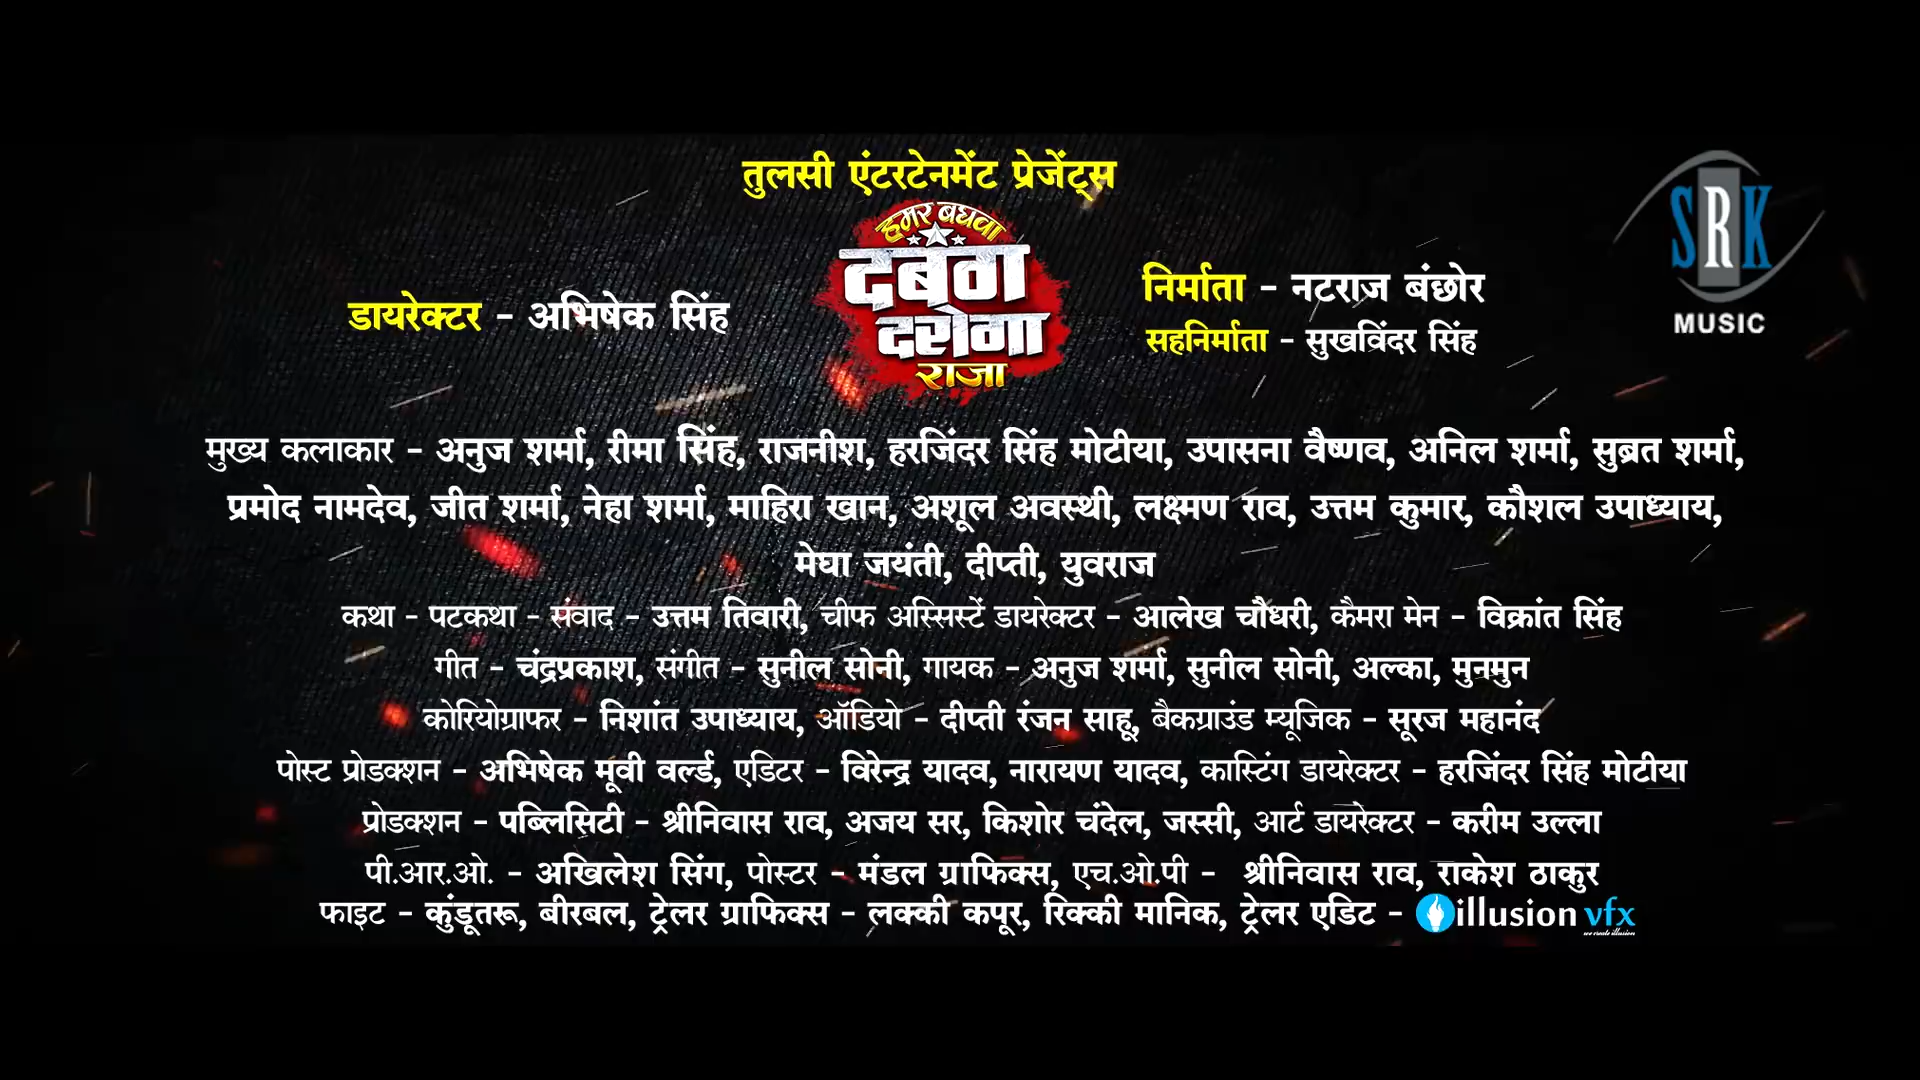 तुलसी एंटरटेनमेंट प्रेजेंट्स
हमर बघवा
दबंग
दरोगा
राजा
डायरेक्टर - अभिषेक सिंह
निर्माता - नटराज बंछोर
सहनिर्माता - सुखविंदर सिंह
SRK
MUSIC
मुख्य कलाकार - अनुज शर्मा, रीमा सिंह, राजनीश, हरजिंदर सिंह मोटीया, उपासना वैष्णव, अनिल शर्मा, सुब्रत शर्मा,
प्रमोद नामदेव, जीत शर्मा, नेहा शर्मा, माहिरा खान, अशूल अवस्थी, लक्ष्मण राव, उत्तम कुमार, कौशल उपाध्याय,
मेघा जयंती, दीप्ती, युवराज
कथा - पटकथा - संवाद - उत्तम तिवारी, चीफ अस्सिस्टें डायरेक्टर - आलेख चौधरी, कैमरा मेन - विक्रांत सिंह
गीत - चंद्रप्रकाश, संगीत - सुनील सोनी, गायक - अनुज शर्मा, सुनील सोनी, अल्का, मुनमुन
कोरियोग्राफर - निशांत उपाध्याय, ऑडियो - दीप्ती रंजन साहू, बैकग्राउंड म्यूजिक - सूरज महानंद
पोस्ट प्रोडक्शन - अभिषेक मूवी वर्ल्ड, एडिटर - विरेन्द्र यादव, नारायण यादव, कास्टिंग डायरेक्टर - हरजिंदर सिंह मोटीया
प्रोडक्शन - पब्लिसिटी - श्रीनिवास राव, अजय सर, किशोर चंदेल, जस्सी, आर्ट डायरेक्टर - करीम उल्ला
पी.आर.ओ. - अखिलेश सिंग, पोस्टर - मंडल ग्राफिक्स, एच.ओ.पी - श्रीनिवास राव, राकेश ठाकुर
फाइट - कुंडूतरू, बीरबल, ट्रेलर ग्राफिक्स - लक्की कपूर, रिक्की मानिक, ट्रेलर एडिट - illusion vfx
we create illusion